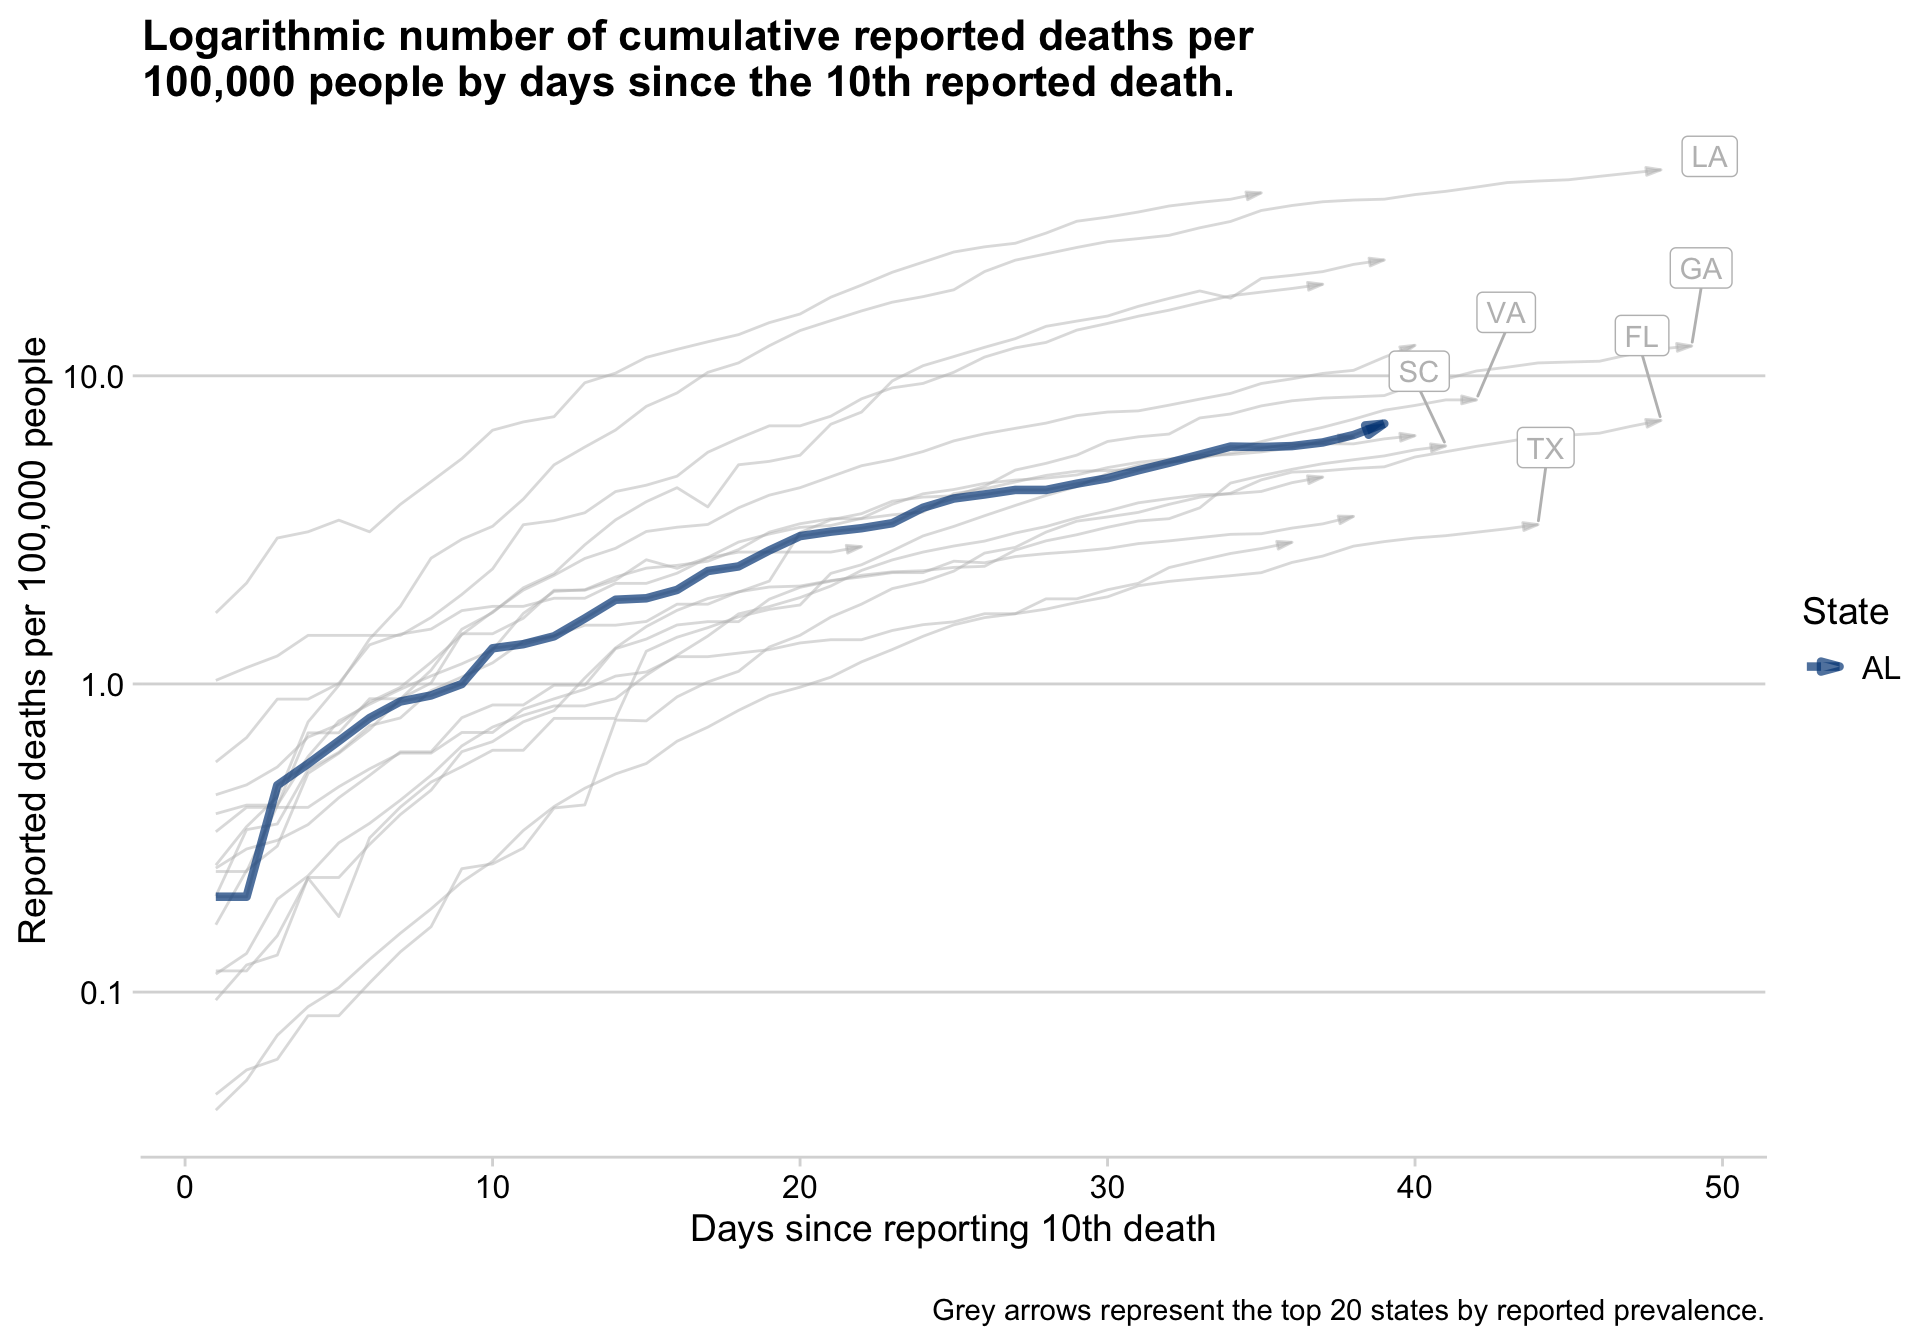 Logarithmic number of cumulative reported deaths per
100,000 people by days since the 10th reported death.
LA
GA
VA
FL
SC
TX
10.0
1.0
0.1
Reported deaths per 100,000 people
State
AL
0 10 20 30 40 50
Days since reporting 10th death
Grey arrows represent the top 20 states by reported prevalence.